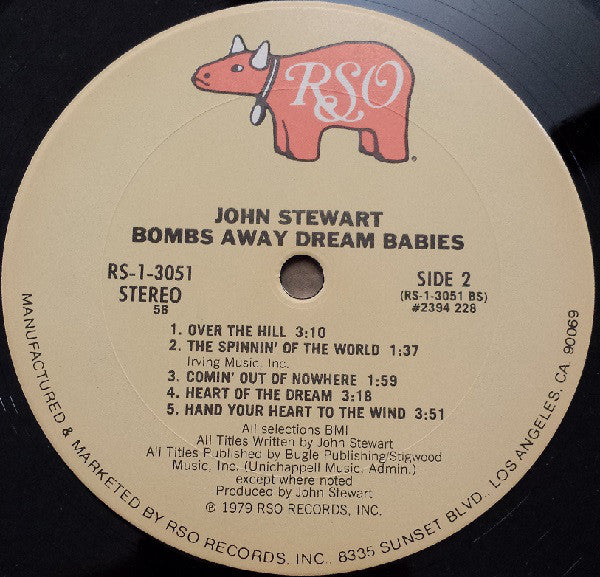 RSO
JOHN STEWART
BOMBS AWAY DREAM BABIES
RS-1-3051
STEREO
5B
SIDE 2
(RS-1-3051 BS)
#2394 228
1. OVER THE HILL 3:10
2. THE SPINNIN' OF THE WORLD 1:37
Irving Music, Inc.
3. COMIN' OUT OF NOWHERE 1:59
4. HEART OF THE DREAM 3:18
5. HAND YOUR HEART TO THE WIND 3:51
All selections BMI
All Titles Written by John Stewart
All Titles Published by Bugle Publishing/Stigwood
Music, Inc. (Unichappell Music, Admin.)
except where noted
Produced by John Stewart
℗ 1979 RSO RECORDS, INC.
MANUFACTURED & MARKETED BY RSO RECORDS, INC., 8335 SUNSET BLVD., LOS ANGELES, CA 90069